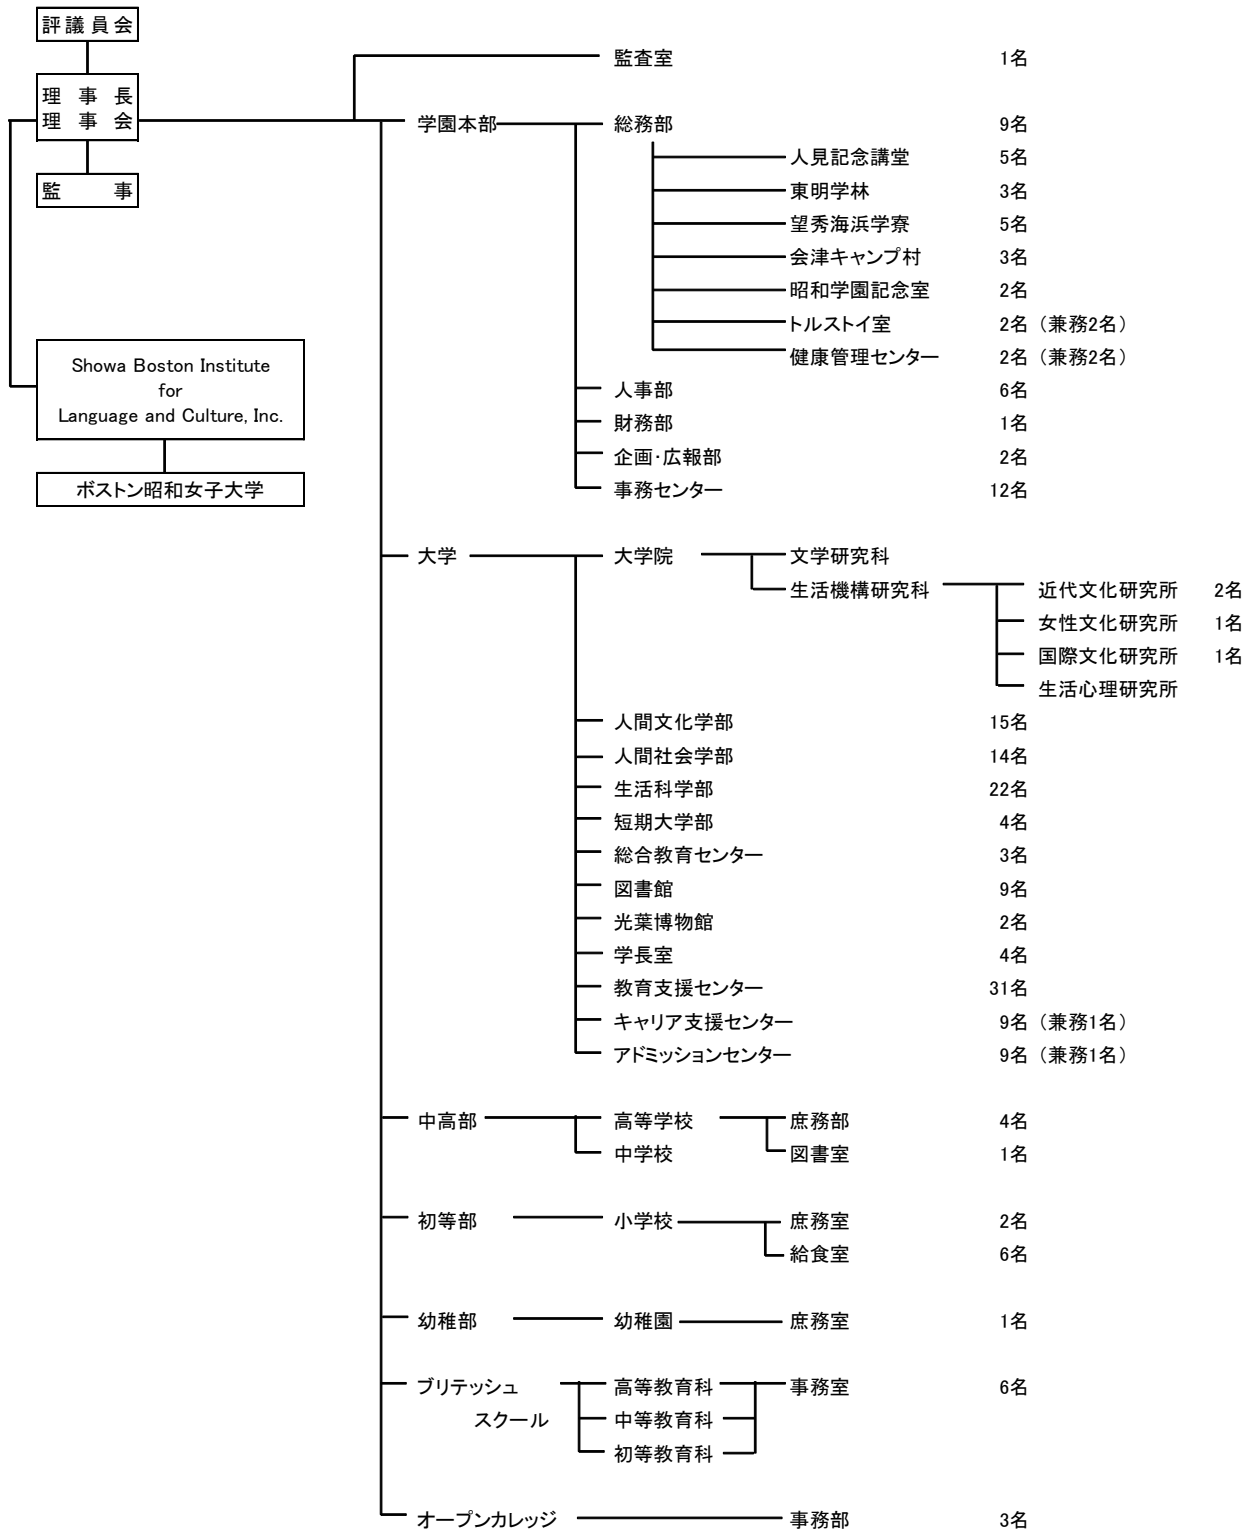 評議員会
監査室 1名
理事長
理事会
学園本部 総務部 9名
人見記念講堂 5名
監事
東明学林 3名
望秀海浜学寮 5名
会津キャンプ村 3名
昭和学園記念室 2名
トルストイ室 2名（兼務2名）
健康管理センター 2名（兼務2名）
Showa Boston Institute
for
Language and Culture, Inc.
人事部 6名
財務部 1名
企画・広報部 2名
ボストン昭和女子大学
事務センター 12名
大学 大学院 文学研究科
生活機構研究科 近代文化研究所 2名
女性文化研究所 1名
国際文化研究所 1名
生活心理研究所
人間文化学部 15名
人間社会学部 14名
生活科学部 22名
短期大学部 4名
総合教育センター 3名
図書館 9名
光葉博物館 2名
学長室 4名
教育支援センター 31名
キャリア支援センター 9名（兼務1名）
アドミッションセンター 9名（兼務1名）
中高部 高等学校 庶務部 4名
中学校 図書室 1名
初等部 小学校 庶務室 2名
給食室 6名
幼稚部 幼稚園 庶務室 1名
ブリテッシュ 高等教育科 事務室 6名
スクール 中等教育科
初等教育科
オープンカレッジ 事務部 3名